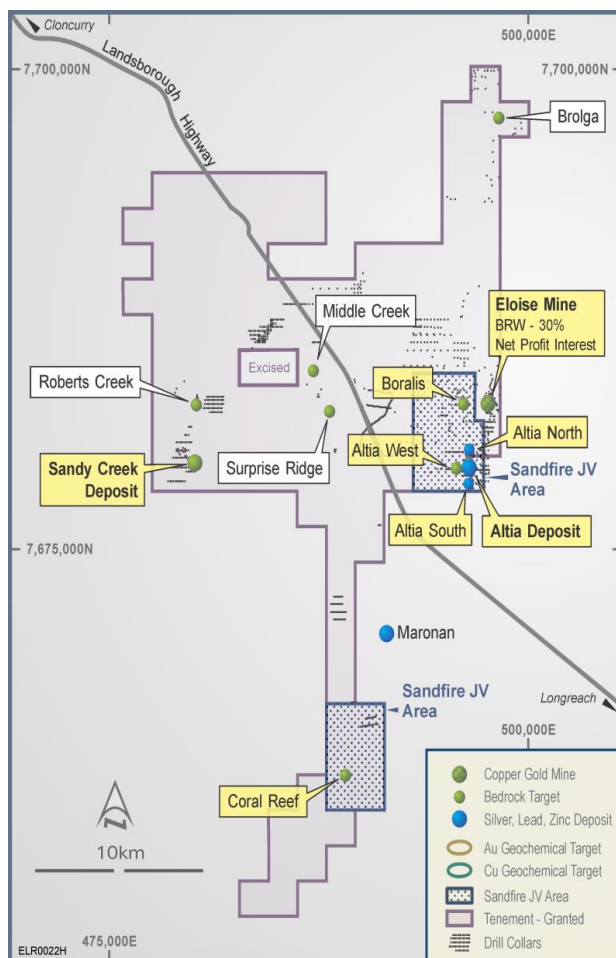 Cloncurry
500,000E
7,700,000N
7,700,000N
Landsborough
Highway
Brolga
Middle Creek
Eloise Mine
BRW - 30%
Net Profit Interest
Excised
Boralis
Roberts Creek
Altia North
Altia West
Sandy Creek
Deposit
Surprise Ridge
Sandfire JV
Area
Altia South
Altia Deposit
7,675,000N
Maronan
Sandfire JV
Area
Longreach
500,000E
Coral Reef
Copper Gold Mine
Bedrock Target
Silver, Lead, Zinc Deposit
Au Geochemical Target
Cu Geochemical Target
Sandfire JV Area
Tenement - Granted
Drill Collars
N
10km
475,000E
ELR0022H